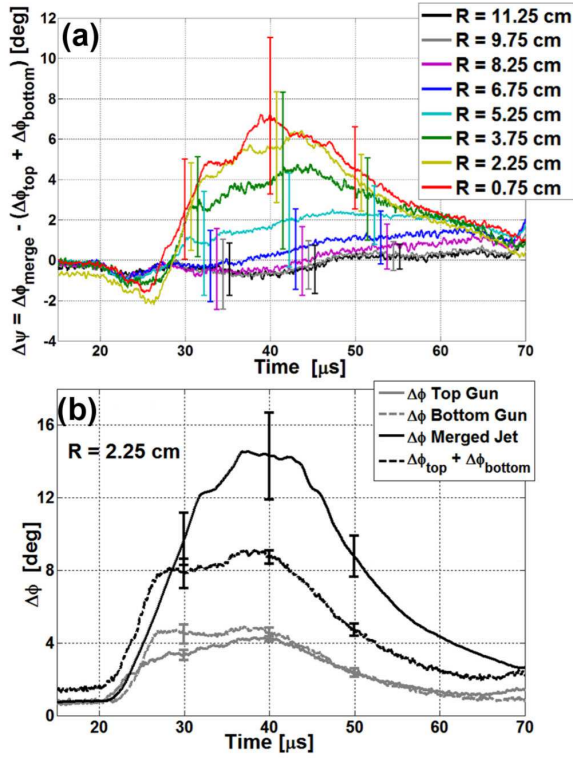 (a)
Δψ = Δϕmerge - (Δϕtop + Δϕbottom) [deg]
12
10
8
6
4
2
0
-2
-4
R = 11.25 cm
R = 9.75 cm
R = 8.25 cm
R = 6.75 cm
R = 5.25 cm
R = 3.75 cm
R = 2.25 cm
R = 0.75 cm
20 30 40 50 60 70
Time [μs]
(b)
R = 2.25 cm
Δϕ [deg]
16
12
8
4
0
Δϕ Top Gun
Δϕ Bottom Gun
Δϕ Merged Jet
Δϕtop + Δϕbottom
20 30 40 50 60 70
Time [μs]